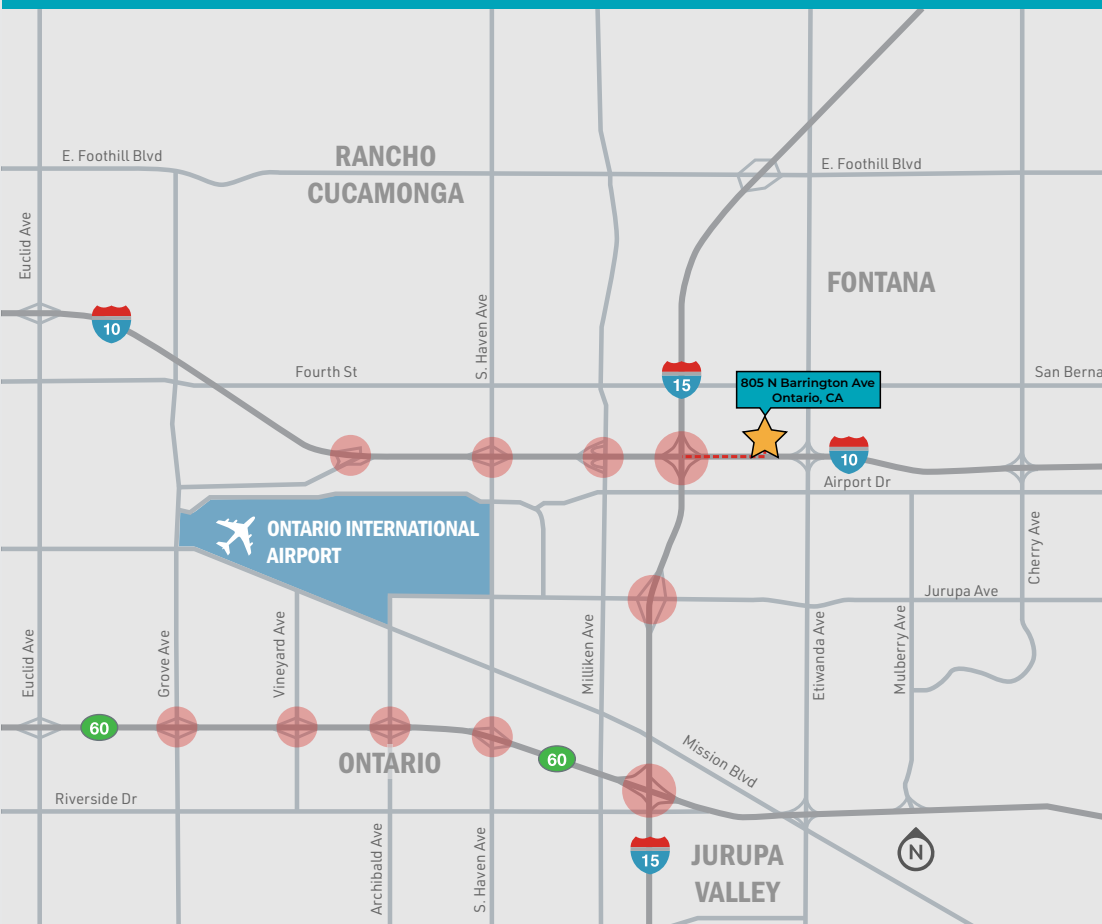 E. Foothill Blvd
RANCHO
CUCAMONGA
E. Foothill Blvd
Euclid Ave
FONTANA
10
S. Haven Ave
Fourth St
15
San Berna
805 N Barrington Ave
Ontario, CA
10
Airport Dr
ONTARIO INTERNATIONAL
AIRPORT
Cherry Ave
Jurupa Ave
Euclid Ave
Grove Ave
Vineyard Ave
Milliken Ave
Etiwanda Ave
Mulberry Ave
60
60
ONTARIO
Mission Blvd
Riverside Dr
Archibald Ave
S. Haven Ave
15
JURUPA
VALLEY
N